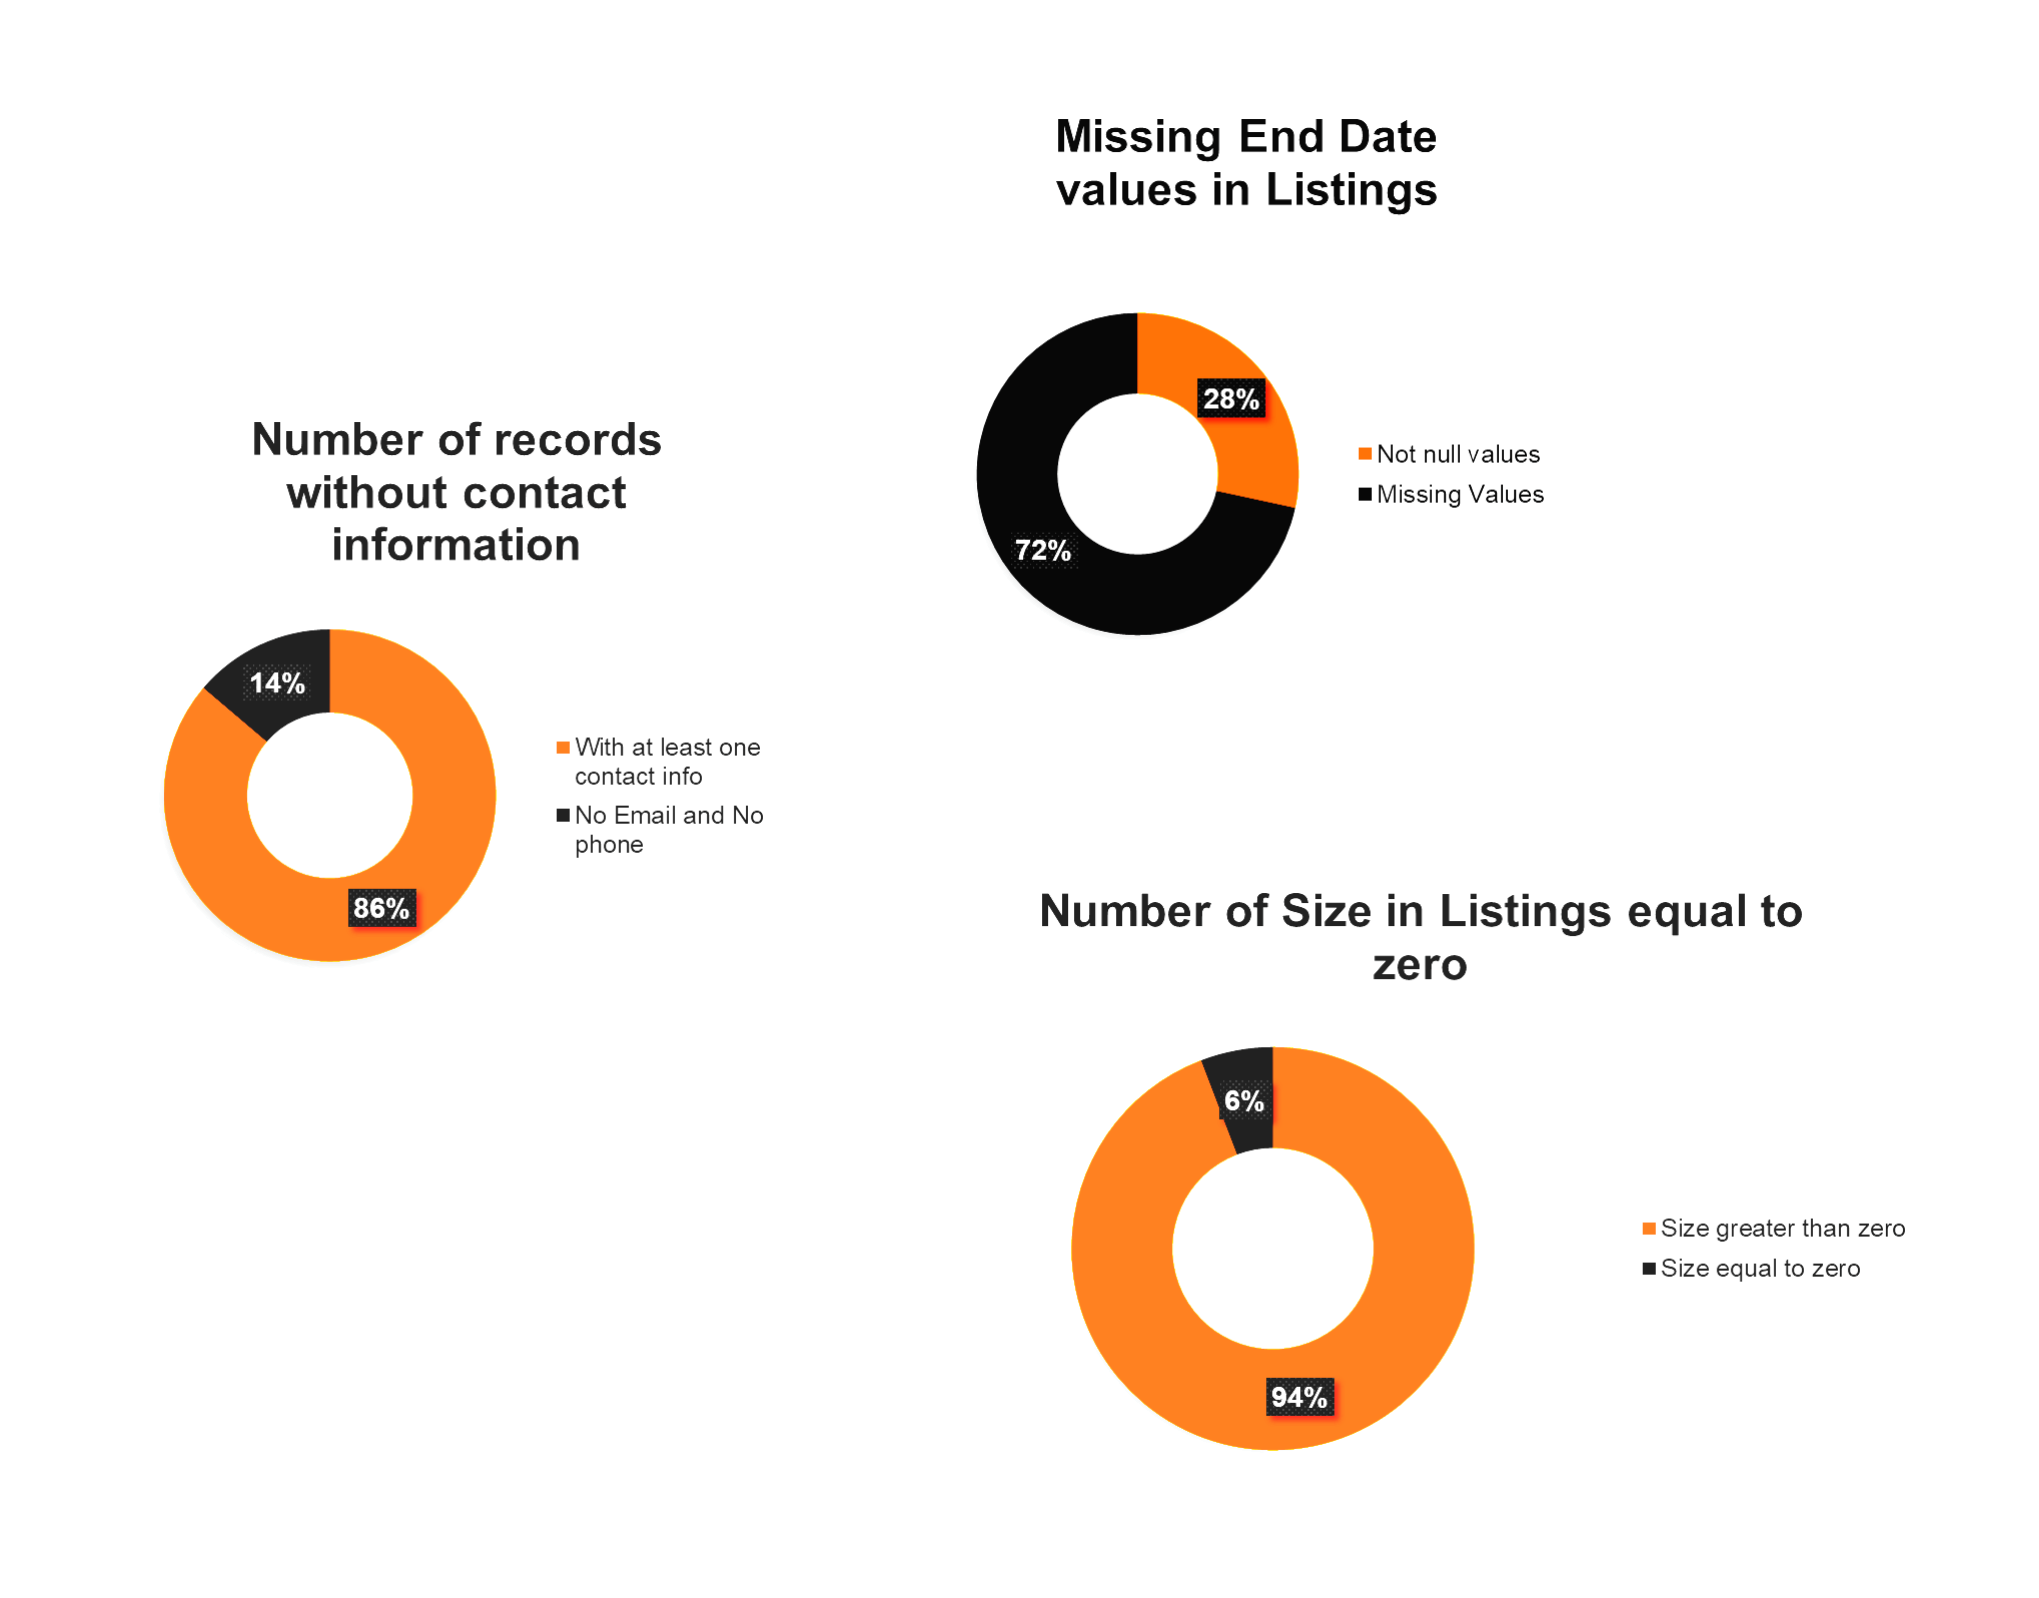 Missing End Date
values in Listings
28%
72%
Not null values
Missing Values
Number of records
without contact
information
14%
86%
With at least one
contact info
No Email and No
phone
Number of Size in Listings equal to
zero
6%
94%
Size greater than zero
Size equal to zero